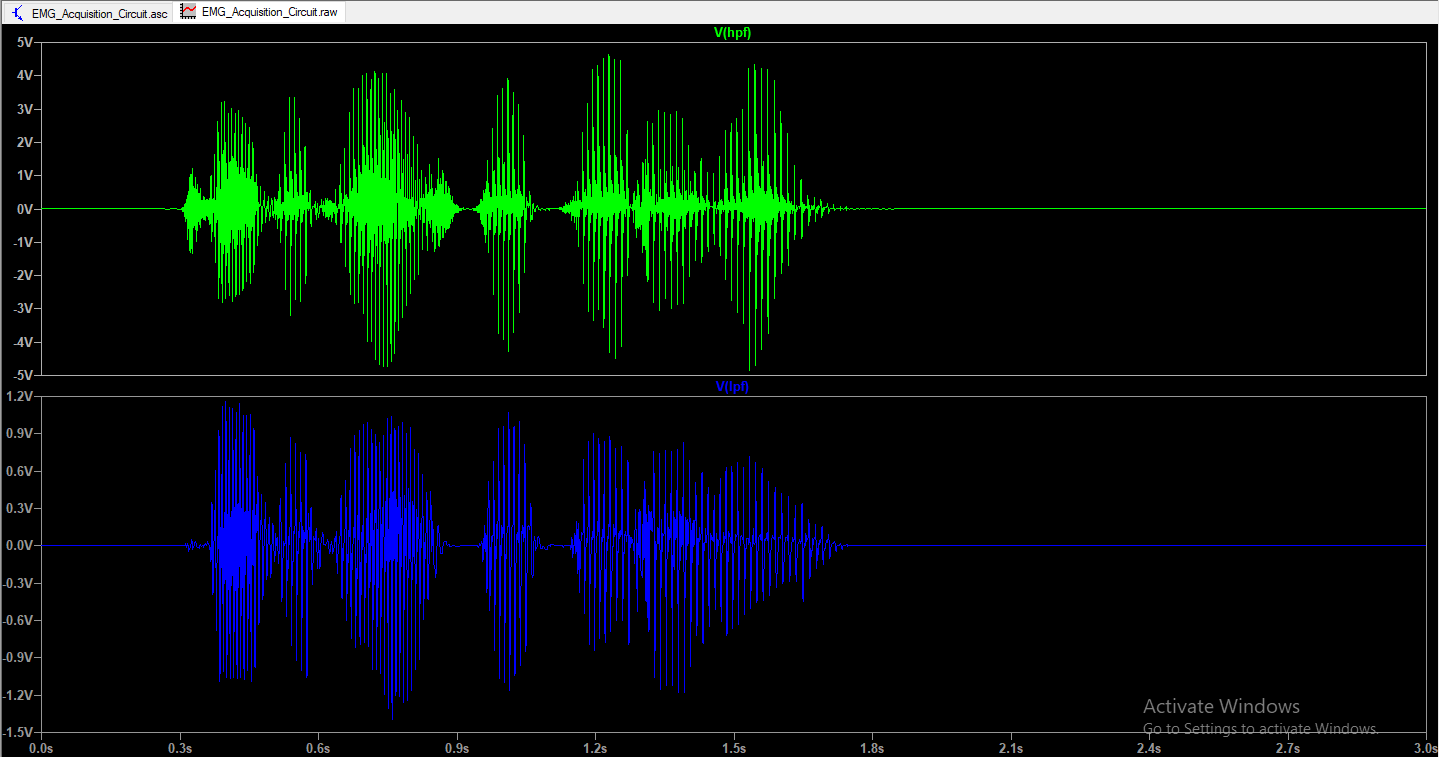 EMG_Acquisition_Circuit.asc EMG_Acquisition_Circuit.raw
V(hpf)
5V
4V
3V
2V
1V
0V
-1V
-2V
-3V
-4V
-5V
V(lpf)
1.2V
0.9V
0.6V
0.3V
0.0V
-0.3V
-0.6V
-0.9V
-1.2V
-1.5V
0.0s 0.3s 0.6s 0.9s 1.2s 1.5s 1.8s 2.1s 2.4s 2.7s 3.0s
Activate Windows
Go to Settings to activate Windows.